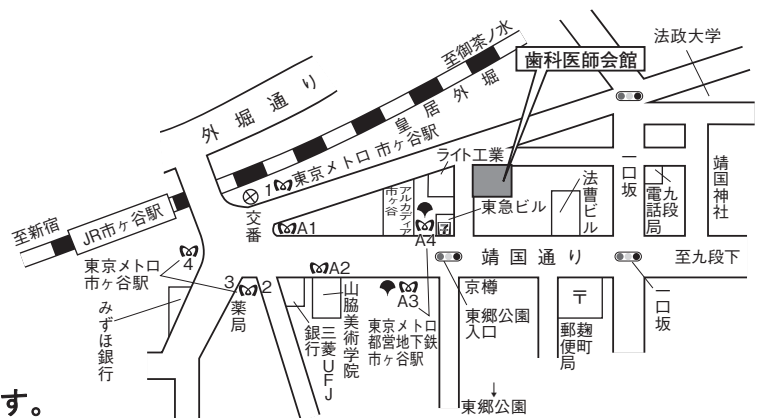 法政大学
至御茶ノ水
歯科医師会館
外堀通り
皇居外堀
東京メトロ市ヶ谷駅
1
ライト工業
一口坂
靖国神社
九段
電話局
法曹ビル
アルカディア
市ヶ谷
東急ビル
交番
JR市ヶ谷駅
至新宿
A1
A4
靖国通り
至九段下
4
東京メトロ
市ヶ谷駅
3
2
A2
A3
薬局
みずほ銀行
三菱UFJ
銀行
山脇美術学院
東京メトロ
都営地下鉄
市ヶ谷駅
京樽
東郷公園
入口
〒
麹町
郵便局
一口坂
東郷公園
す。